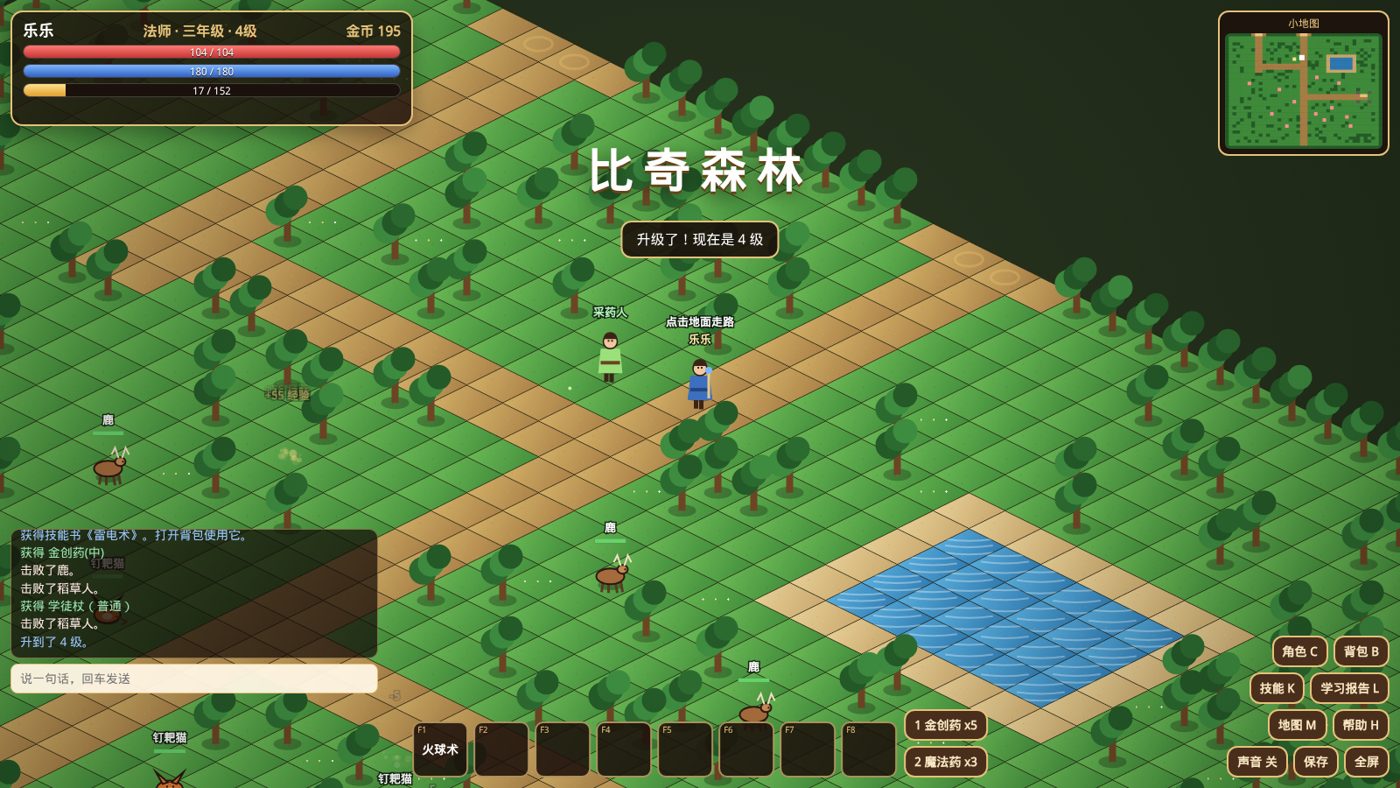 乐乐 法师 · 三年级 · 4级 金币 195
104 / 104
180 / 180
17 / 152
小地图
比奇森林
升级了！现在是 4 级
采药人
点击地面走路
乐乐
+55 经验
鹿
鹿
鹿
获得技能书《雷电术》。打开背包使用它。
获得 金创药(中)
钉耙猫
击败了鹿。
击败了稻草人。
获得 学徒杖（普通）
击败了稻草人。
升到了 4 级。
说一句话，回车发送
-5
钉耙猫
钉耙猫
F1 火球术
F2
F3
F4
F5
F6
F7
F8
1 金创药 x5
2 魔法药 x3
角色 C
背包 B
技能 K
学习报告 L
地图 M
帮助 H
声音 关
保存
全屏